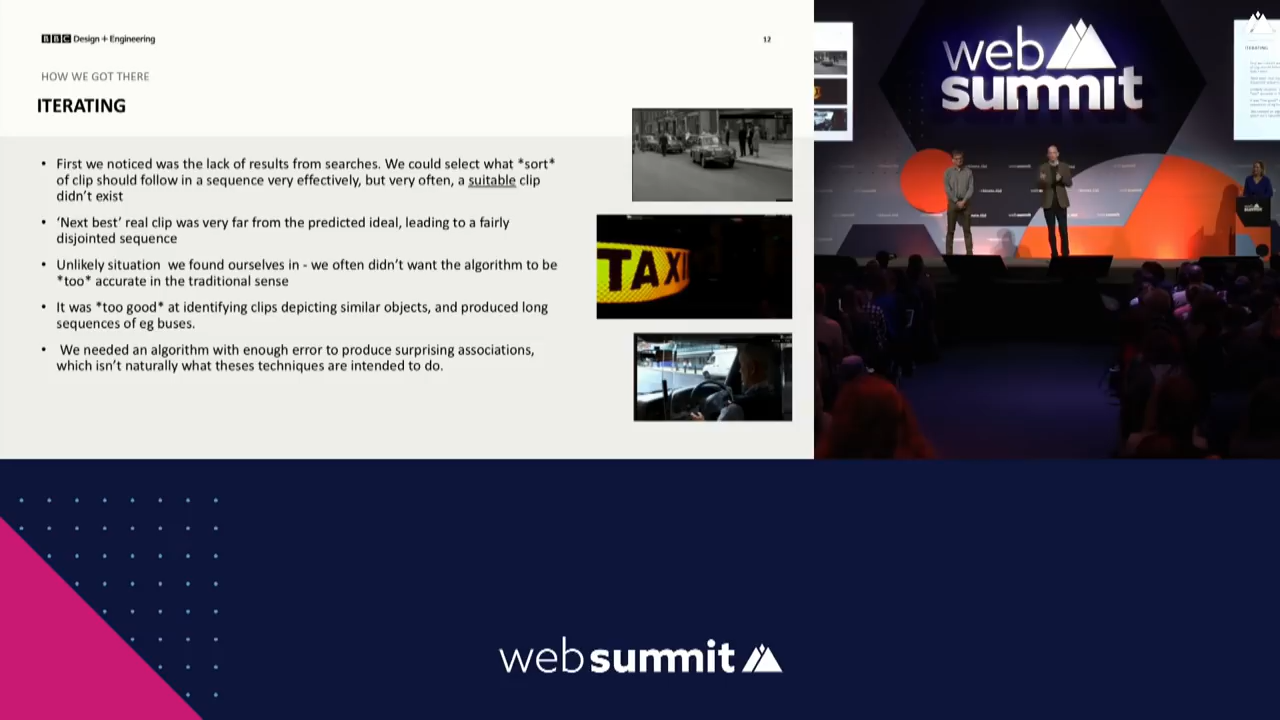 BBC Design + Engineering
12
HOW WE GOT THERE
ITERATING
• First we noticed was the lack of results from searches. We could select what *sort*
of clip should follow in a sequence very effectively, but very often, a suitable clip
didn't exist
• ‘Next best’ real clip was very far from the predicted ideal, leading to a fairly
disjointed sequence
• Unlikely situation  we found ourselves in - we often didn't want the algorithm to be
*too* accurate in the traditional sense
• It was *too good* at identifying clips depicting similar objects, and produced long
sequences of eg buses.
•  We needed an algorithm with enough error to produce surprising associations,
which isn't naturally what theses techniques are intended to do.
TAXI
web
summit
ITERATING
web summit